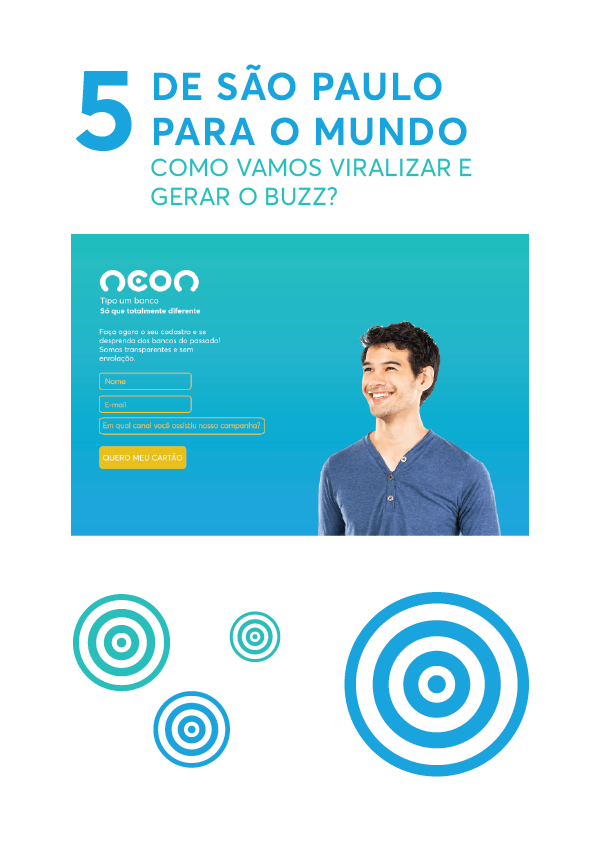 5
DE SÃO PAULO
PARA O MUNDO
COMO VAMOS VIRALIZAR E
GERAR O BUZZ?
neon
Tipo um banco
Só que totalmente diferente
Faça agora o seu cadastro e se
desprenda dos bancos do passado!
Somos transparentes e sem
enrolação.
Nome
E-mail
Em qual canal você assistiu nossa campanha?
QUERO MEU CARTÃO